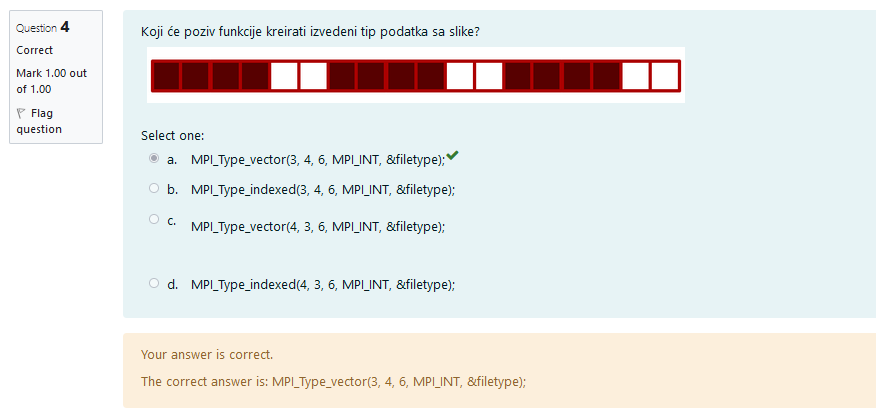 Question 4
Correct
Mark 1.00 out
of 1.00
Flag
question
Koji će poziv funkcije kreirati izvedeni tip podatka sa slike?
Select one:
a. MPI_Type_vector(3, 4, 6, MPI_INT, &filetype);
b. MPI_Type_indexed(3, 4, 6, MPI_INT, &filetype);
c. MPI_Type_vector(4, 3, 6, MPI_INT, &filetype);
d. MPI_Type_indexed(4, 3, 6, MPI_INT, &filetype);
Your answer is correct.
The correct answer is: MPI_Type_vector(3, 4, 6, MPI_INT, &filetype);